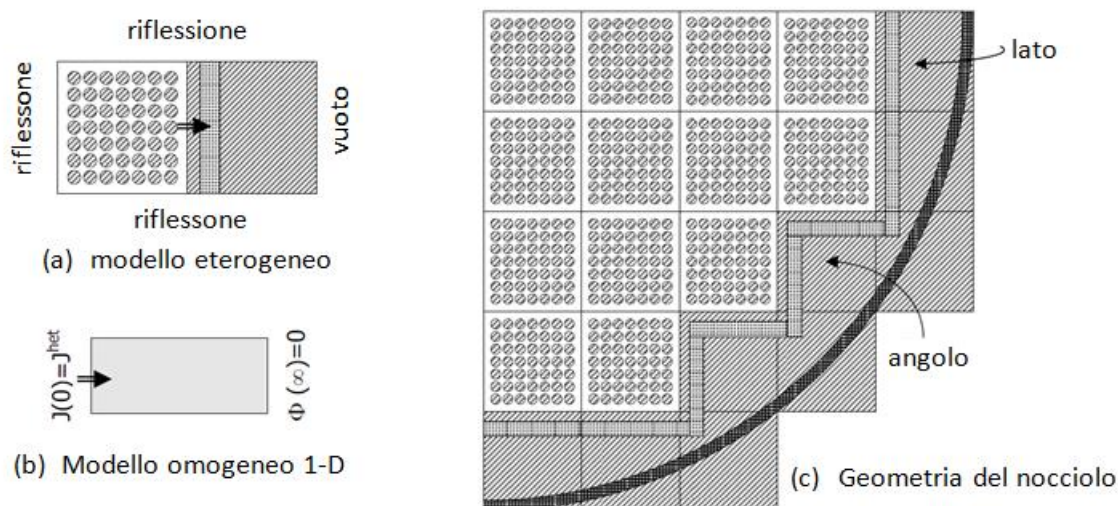 riflessione
riflessone
vuoto
riflessone
(a) modello eterogeneo
J(0)=J^het
Φ (∞)=0
(b) Modello omogeneo 1-D
lato
angolo
(c) Geometria del nocciolo